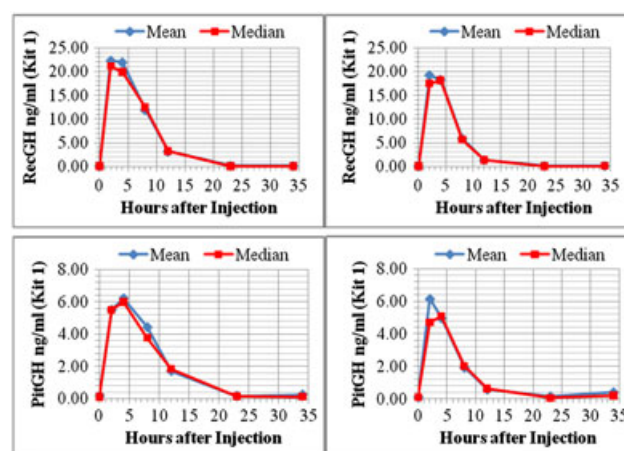 Mean Median
RecGH ng/ml (Kit 1)
25.00
20.00
15.00
10.00
5.00
0.00
0 5 10 15 20 25 30 35
Hours after Injection
Mean Median
RecGH ng/ml (Kit 1)
25.00
20.00
15.00
10.00
5.00
0.00
0 5 10 15 20 25 30 35
Hours after Injection
Mean Median
PitGH ng/ml (Kit 1)
8.00
6.00
4.00
2.00
0.00
0 5 10 15 20 25 30 35
Hours after Injection
Mean Median
PitGH ng/ml (Kit 1)
8.00
6.00
4.00
2.00
0.00
0 5 10 15 20 25 30 35
Hours after Injection